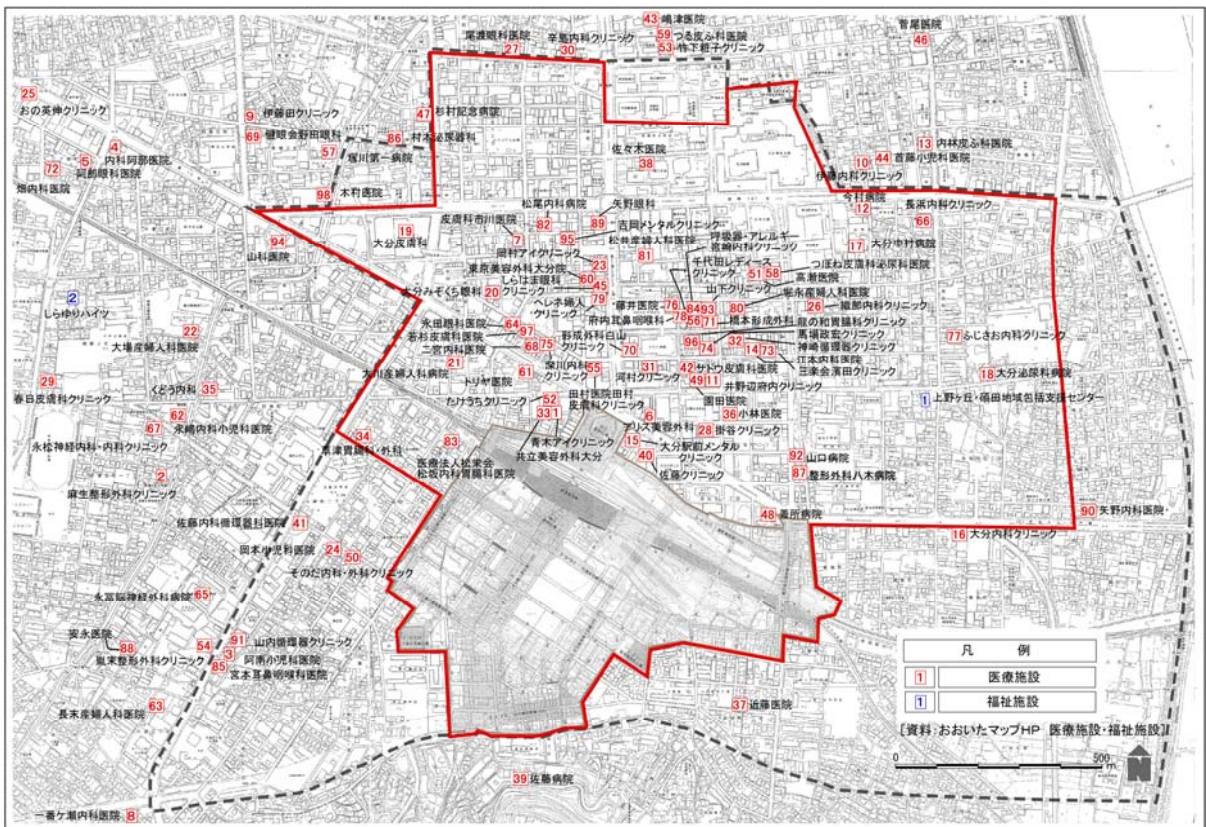 43 嶋津医院
尾渡眼科医院
27
辛島内科クリニック
30
59 つる皮ふ科医院
53 竹下粧子クリニック
菅尾医院
46
25
おの英伸クリニック
9 伊藤田クリニック
47 杉村記念病院
69 健眼会野田眼科
86 村本泌尿器科
4
内科阿部医院
5
阿部眼科医院
57
塚川第一病院
佐々木医院
38
13 内林皮ふ科医院
44 首藤小児科医院
10
伊藤内科クリニック
72
畑内科医院
98
木村医院
今村病院
12
長浜内科クリニック
66
松尾内科病院
82
矢野眼科
89
19
大分皮膚科
皮膚科市川医院
7
95
吉岡メンタルクリニック
94
山科医院
松井産婦人科医院
81
呼吸器・アレルギー
宮崎内科クリニック
17 大分中村病院
岡村アイクリニック
23
千代田レディース
クリニック
51 58
つぼね皮膚科泌尿科医院
東京美容外科大分院
60
高瀬医院
しらはま眼科
クリニック
45
山下クリニック
2
しらゆりハイツ
大分みぞくち眼科
20
ヘレネ婦人
クリニック
79
藤井医院
76
84 93
80
堀永産婦人科医院
26 織部内科クリニック
府内耳鼻咽喉科
78
56 71
橋本形成外科
龍の和胃腸科クリニック
22
大場産婦人科医院
永田眼科医院
64
97
若杉皮膚科医院
68 75
形成外科白山
クリニック
70
96
74
32
馬場政宏クリニック
神崎循環器クリニック
77 ふじさお内科クリニック
二宮内科医院
21
大川産婦人科病院
14 73
江本内科医院
三楽会濱田クリニック
29
春日皮膚科クリニック
くどう内科 35
トリヤ医院
61
深川内科
クリニック
55
31
河村クリニック
42 サトウ皮膚科医院
49 11
井野辺府内クリニック
18 大分泌尿科病院
園田医院
1 上野ヶ丘・碩田地域包括支援センター
62
永嶋内科小児科医院
67
永松神経内科・内科クリニック
たけうちクリニック
52
田村医院田村
皮膚科クリニック
33 1
6
アリス美容外科
36 小林医院
28 掛谷クリニック
34
草津胃腸科・外科
83
医療法人松栄会
松坂内科胃腸科医院
青木アイクリニック
共立美容外科大分
15
大分駅前メンタル
クリニック
40
佐藤クリニック
92 山口病院
87 整形外科八木病院
2
麻生整形外科クリニック
佐藤内科循環器科医院
41
48 養所病院
90 矢野内科医院
16 大分内科クリニック
岡本小児科医院
24
50
そのだ内科・外科クリニック
永冨脳神経外科病院
65
安永医院
88
嵐末整形外科クリニック
54
91 山内循環器クリニック
3 阿南小児科医院
85
宮本耳鼻咽喉科医院
63
長末産婦人科医院
37 近藤医院
39 佐藤病院
一番ケ瀬内科医院 8
凡 例
1 医療施設
1 福祉施設
[資料:おおいたマップHP 医療施設・福祉施設]
0 500
m
N